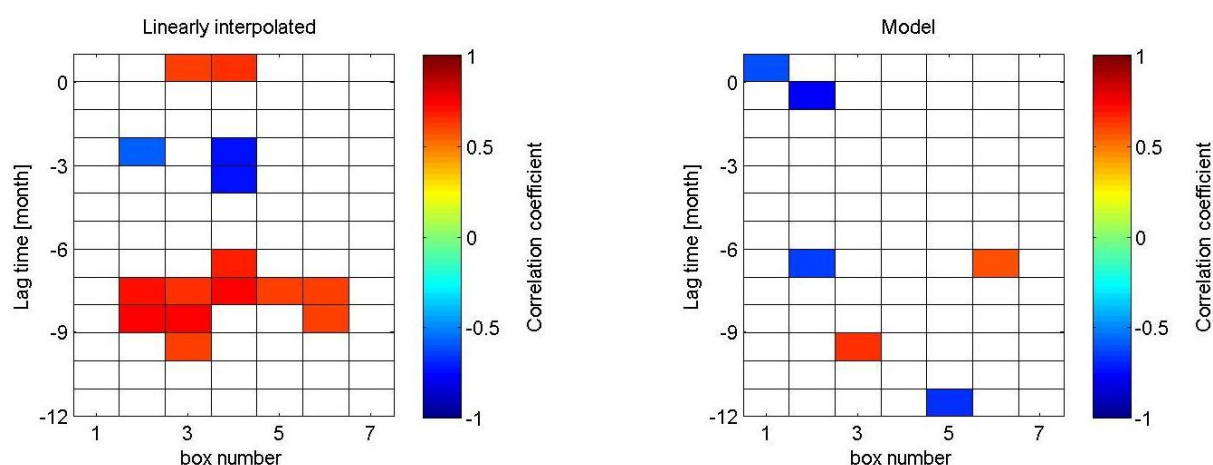 Linearly interpolated
0
-3
-6
-9
-12
Lag time [month]
1 3 5 7
box number
1
0.5
0
-0.5
-1
Correlation coefficient
Model
0
-3
-6
-9
-12
Lag time [month]
1 3 5 7
box number
1
0.5
0
-0.5
-1
Correlation coefficient